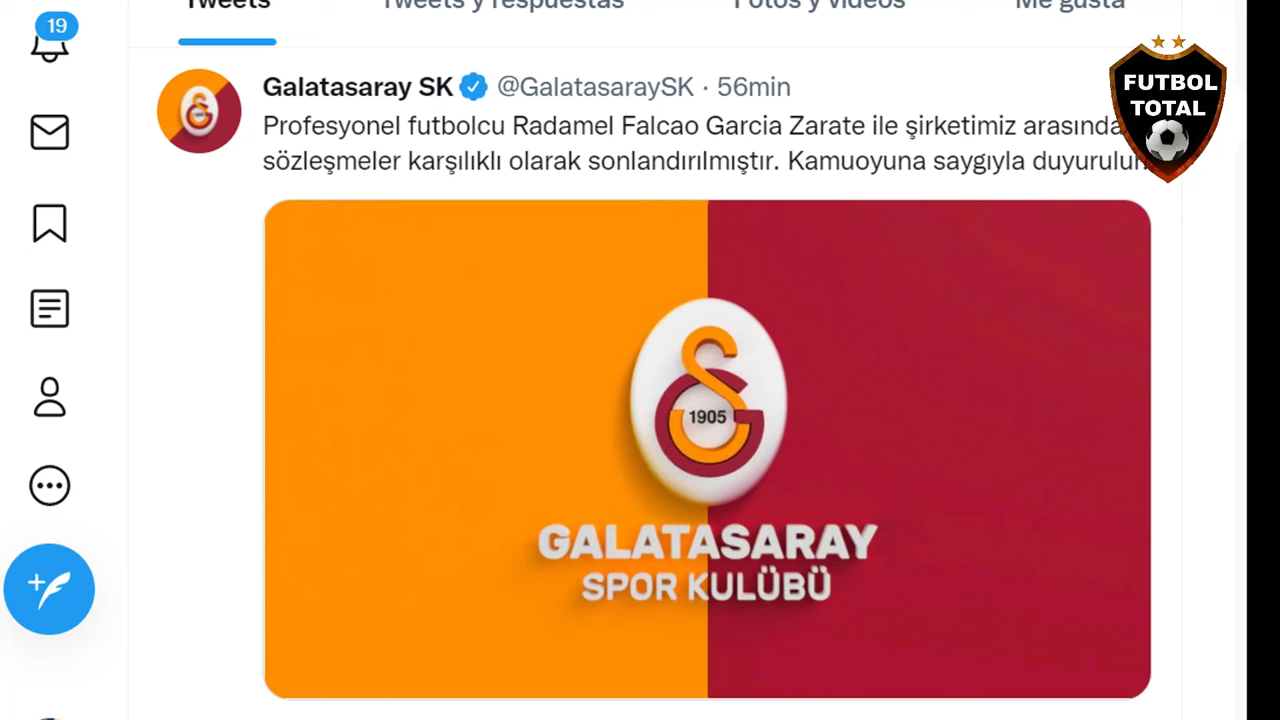 19
Tweets
Tweets y respuestas
Fotos y videos
Me gusta
FUTBOL
TOTAL
Galatasaray SK @GalatasaraySK · 56min
Profesyonel futbolcu Radamel Falcao Garcia Zarate ile şirketimiz arasında
sözleşmeler karşılıklı olarak sonlandırılmıştır. Kamuoyuna saygıyla duyurulur.
1905
GALATASARAY
SPOR KULÜBÜ